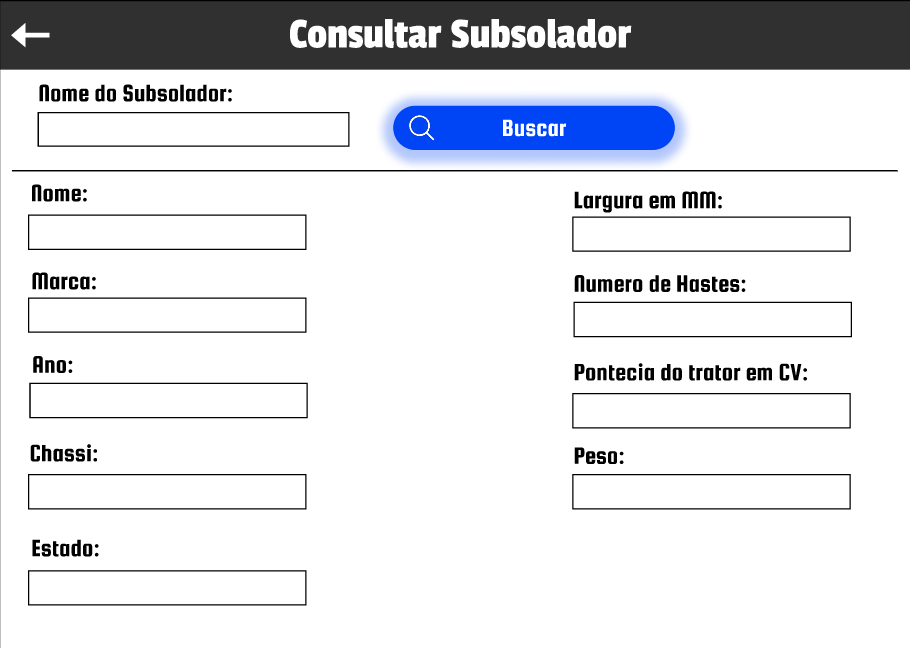 Consultar Subsolador
Nome do Subsolador:
Buscar
Nome:
Marca:
Ano:
Chassi:
Estado:
Largura em MM:
Numero de Hastes:
Pontecia do trator em CV:
Peso: